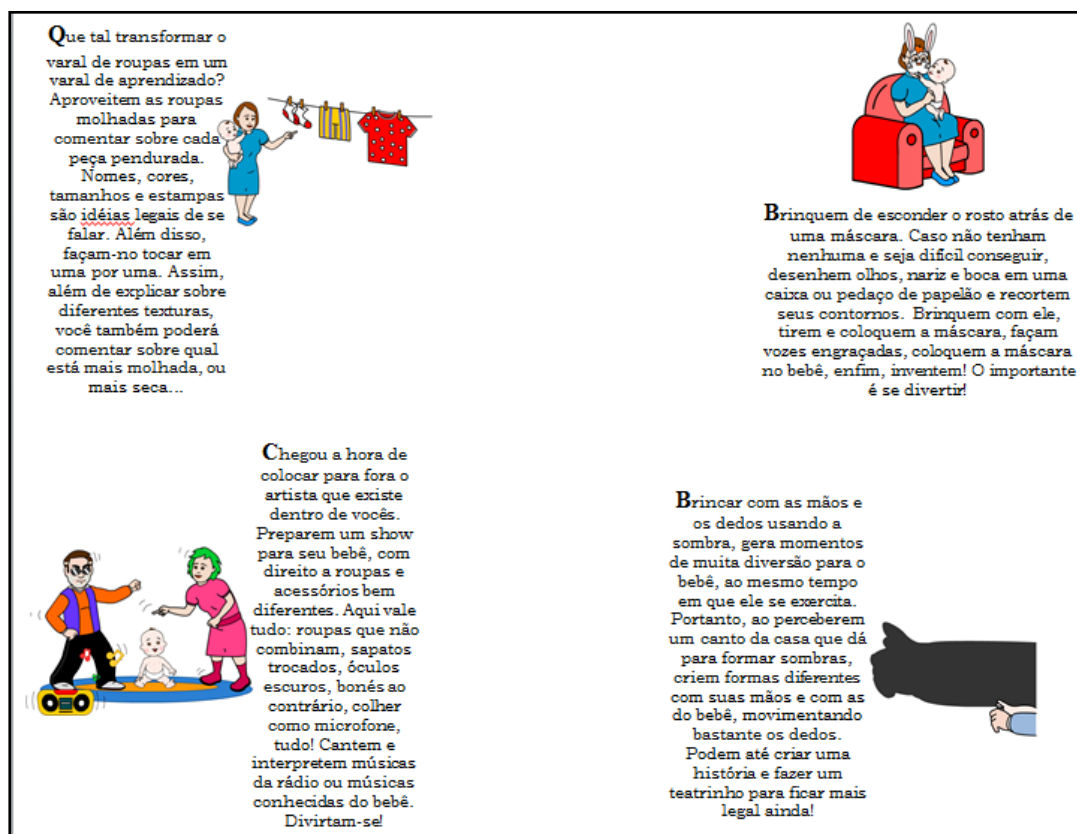 Que tal transformar o
varal de roupas em um
varal de aprendizado?
Aproveitem as roupas
molhadas para
comentar sobre cada
peça pendurada.
Nomes, cores,
tamanhos e estampas
são idéias legais de se
falar. Além disso,
façam-no tocar em
uma por uma. Assim,
além de explicar sobre
diferentes texturas,
você também poderá
comentar sobre qual
está mais molhada, ou
mais seca...
Brinquem de esconder o rosto atrás de
uma máscara. Caso não tenham
nenhuma e seja difícil conseguir,
desenhem olhos, nariz e boca em uma
caixa ou pedaço de papelão e recortem
seus contornos. Brinquem com ele,
tirem e coloquem a máscara, façam
vozes engraçadas, coloquem a máscara
no bebê, enfim, inventem! O importante
é se divertir!
Chegou a hora de
colocar para fora o
artista que existe
dentro de vocês.
Preparem um show
para seu bebê, com
direito a roupas e
acessórios bem
diferentes. Aqui vale
tudo: roupas que não
combinam, sapatos
trocados, óculos
escuros, bonés ao
contrário, colher
como microfone,
tudo! Cantem e
interpretem músicas
da rádio ou músicas
conhecidas do bebê.
Divirtam-se!
Brincar com as mãos e
os dedos usando a
sombra, gera momentos
de muita diversão para o
bebê, ao mesmo tempo
em que ele se exercita.
Portanto, ao perceberem
um canto da casa que dá
para formar sombras,
criem formas diferentes
com suas mãos e com as
do bebê, movimentando
bastante os dedos.
Podem até criar uma
história e fazer um
teatrinho para ficar mais
legal ainda!